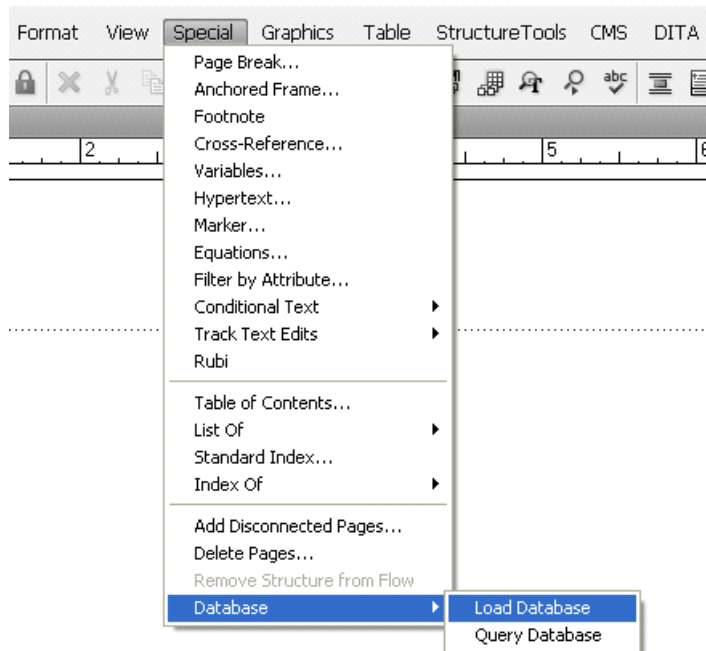 Format View Special Graphics Table StructureTools CMS DITA
Page Break...
Anchored Frame...
abc
Footnote
Cross-Reference...
2 5 6
Variables...
Hypertext...
Marker...
Equations...
Filter by Attribute...
Conditional Text
Track Text Edits
Rubi
Table of Contents...
List Of
Standard Index...
Index Of
Add Disconnected Pages...
Delete Pages...
Remove Structure from Flow
Database Load Database
Query Database